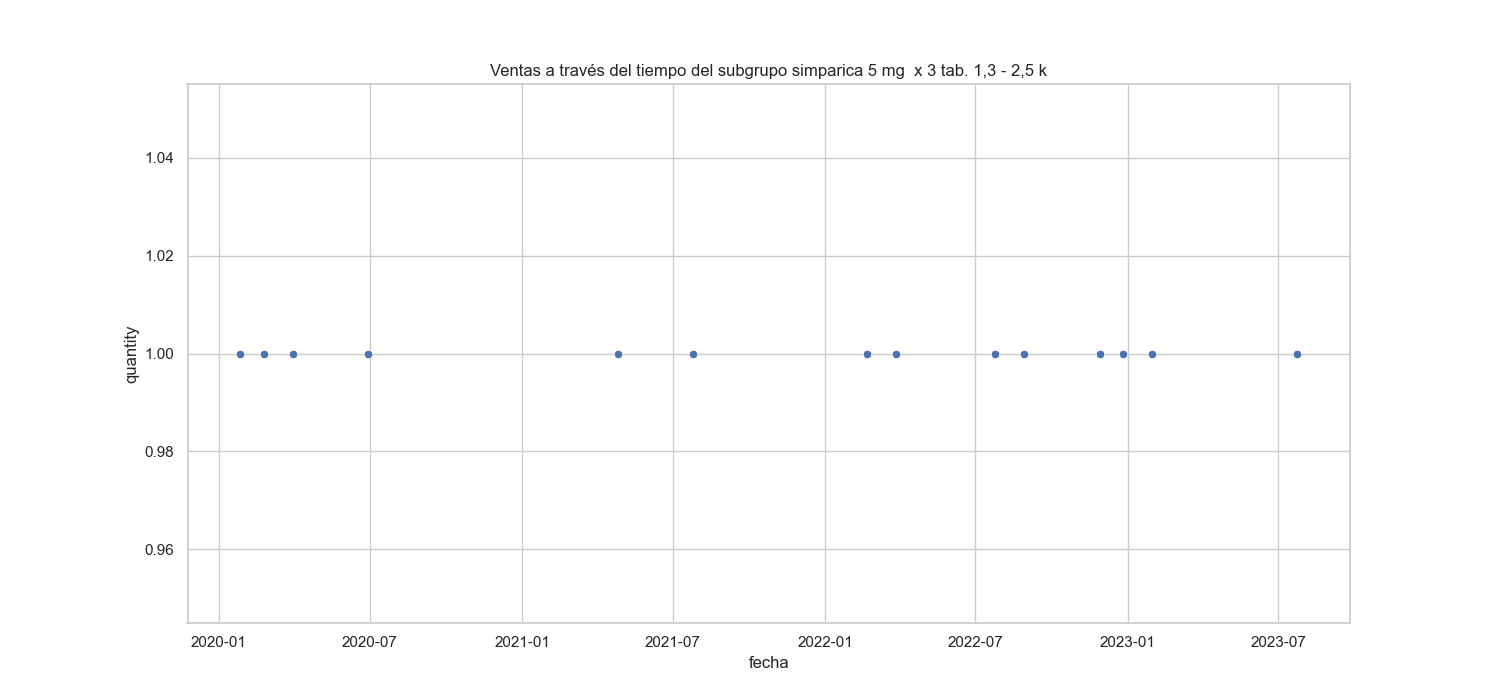 Ventas a través del tiempo del subgrupo simparica 5 mg  x 3 tab. 1,3 - 2,5 k
1.04
1.02
1.00
0.98
0.96
quantity
2020-01 2020-07 2021-01 2021-07 2022-01 2022-07 2023-01 2023-07
fecha